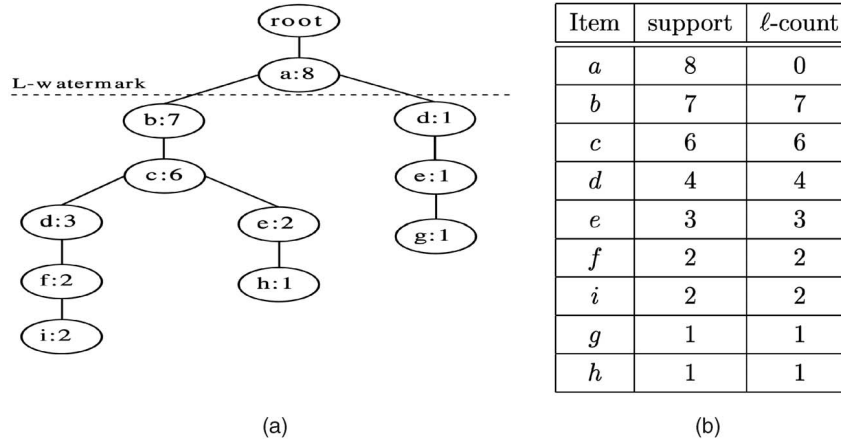 root
a:8
L-watermark
b:7
d:1
c:6
e:1
d:3
e:2
g:1
f:2
h:1
i:2
(a)
Item support ℓ-count
a 8 0
b 7 7
c 6 6
d 4 4
e 3 3
f 2 2
i 2 2
g 1 1
h 1 1
(b)